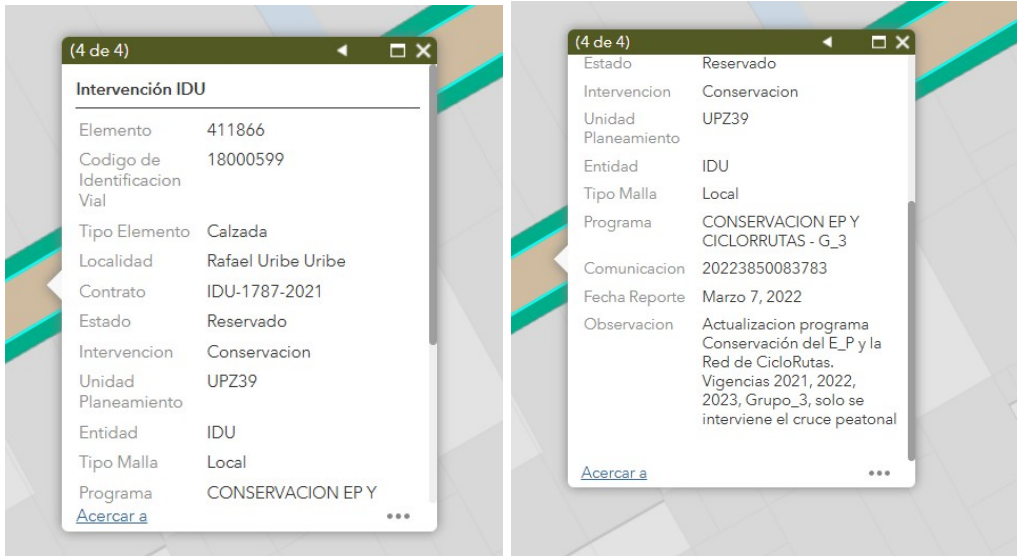 (4 de 4)
Intervención IDU
Elemento 411866
Codigo de 18000599
Identificacion
Vial
Tipo Elemento Calzada
Localidad Rafael Uribe Uribe
Contrato IDU-1787-2021
Estado Reservado
Intervencion Conservacion
Unidad UPZ39
Planeamiento
Entidad IDU
Tipo Malla Local
Programa CONSERVACION EP Y
Acercar a
(4 de 4)
Estado Reservado
Intervencion Conservacion
Unidad UPZ39
Planeamiento
Entidad IDU
Tipo Malla Local
Programa CONSERVACION EP Y
CICLORRUTAS - G_3
Comunicacion 20223850083783
Fecha Reporte Marzo 7, 2022
Observacion Actualizacion programa
Conservación del E_P y la
Red de CicloRutas.
Vigencias 2021, 2022,
2023, Grupo_3, solo se
interviene el cruce peatonal
Acercar a